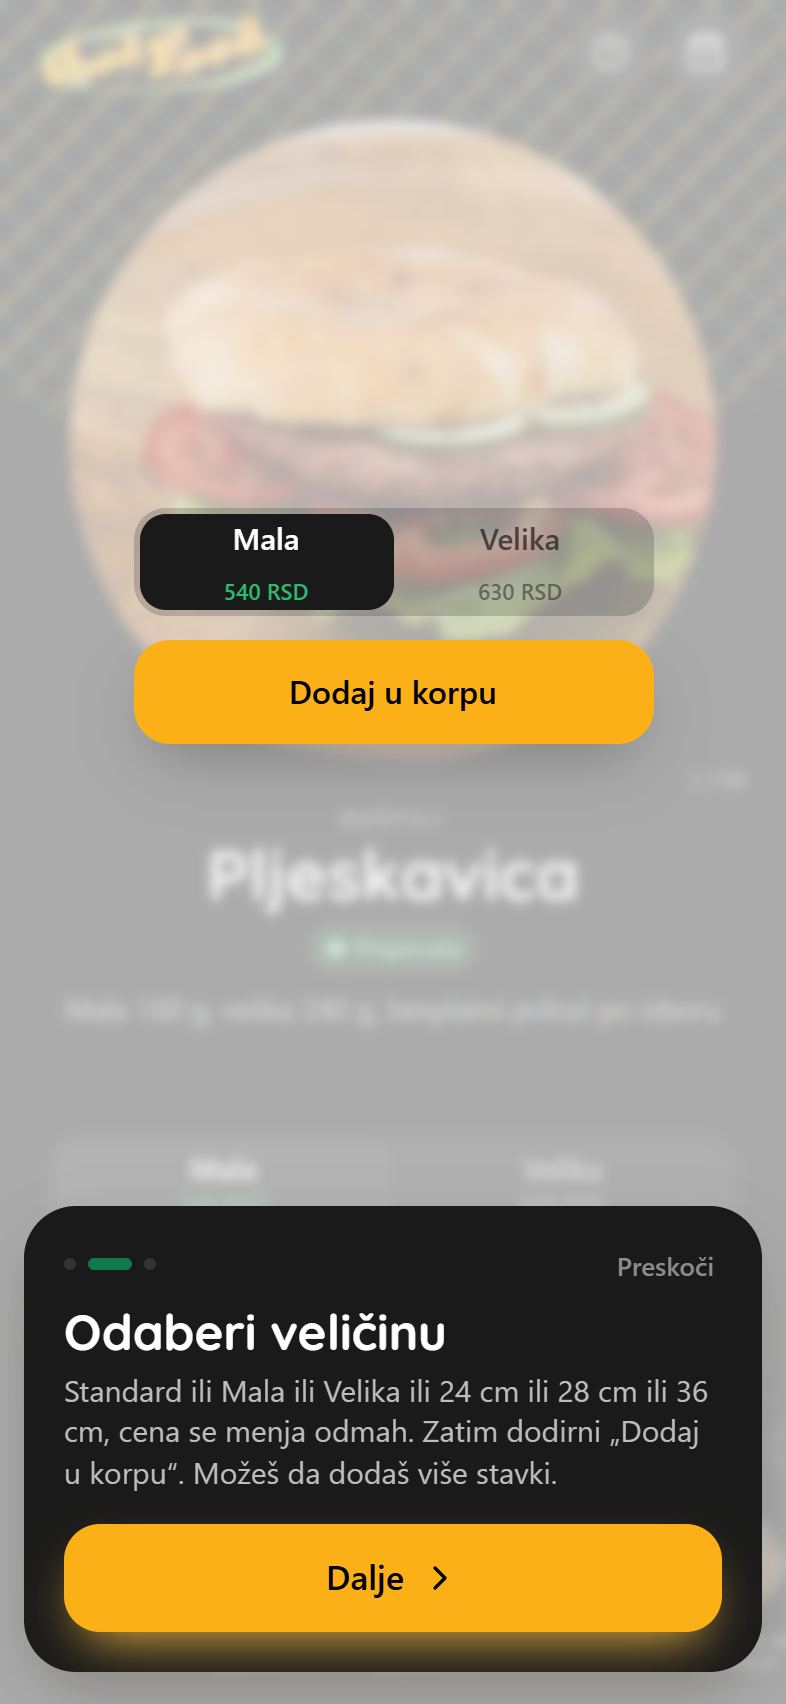 Mala
Velika
540 RSD
630 RSD
Dodaj u korpu
Pljeskavica
Mala
Velika
Preskoči
Odaberi veličinu
Standard ili Mala ili Velika ili 24 cm ili 28 cm ili 36
cm, cena se menja odmah. Zatim dodirni „Dodaj
u korpu“. Možeš da dodaš više stavki.
Dalje